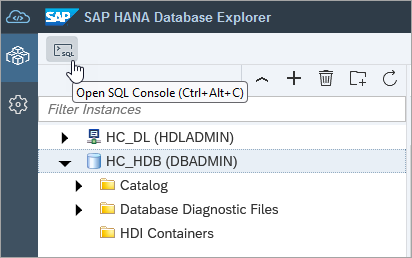 SAP SAP HANA Database Explorer
SQL
Open SQL Console (Ctrl+Alt+C)
Filter Instances
HC_DL (HDLADMIN)
HC_HDB (DBADMIN)
Catalog
Database Diagnostic Files
HDI Containers